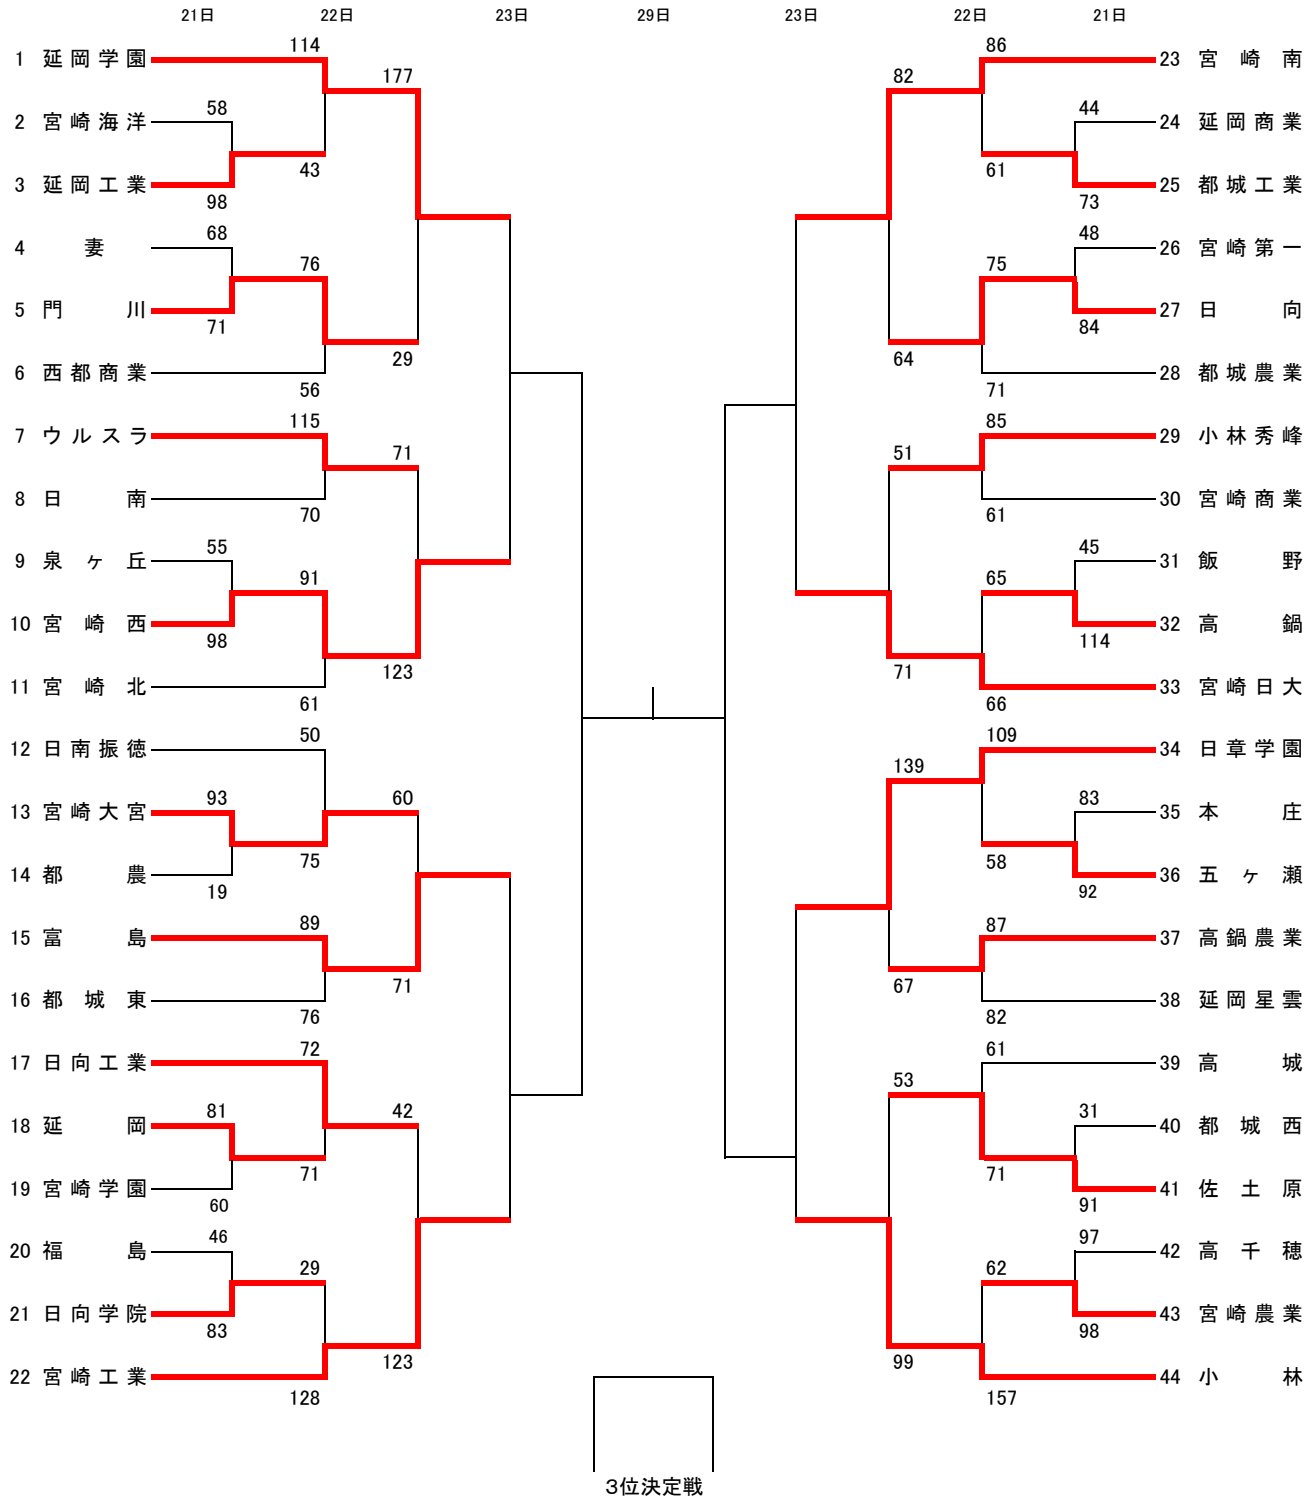 21日 22日 23日 29日 23日 22日 21日
114 86
1 延岡学園 23 宮崎南
177 82
58 44
2 宮崎海洋 24 延岡商業
43 61
3 延岡工業 25 都城工業
98 73
68 48
4 妻 26 宮崎第一
76 75
5 門川 27 日向
71 84
29 64
6 西都商業 28 都城農業
56 71
115 85
7 ウルスラ 29 小林秀峰
71 51
8 日南 30 宮崎商業
70 61
55 45
9 泉ヶ丘 31 飯野
91 65
10 宮崎西 32 高鍋
98 114
123 71
11 宮崎北 33 宮崎日大
61 66
50 109
12 日南振徳 34 日章学園
139
93 60 83
13 宮崎大宮 35 本庄
75 58
14 都農 36 五ヶ瀬
19 92
89 87
15 富島 37 高鍋農業
71 67
16 都城東 38 延岡星雲
76 82
72 61
17 日向工業 39 高城
53
81 42 31
18 延岡 40 都城西
71 71
19 宮崎学園 41 佐土原
60 91
46 97
20 福島 42 高千穂
29 62
21 日向学院 43 宮崎農業
83 98
123 99
22 宮崎工業 44 小林
128 157
3位決定戦